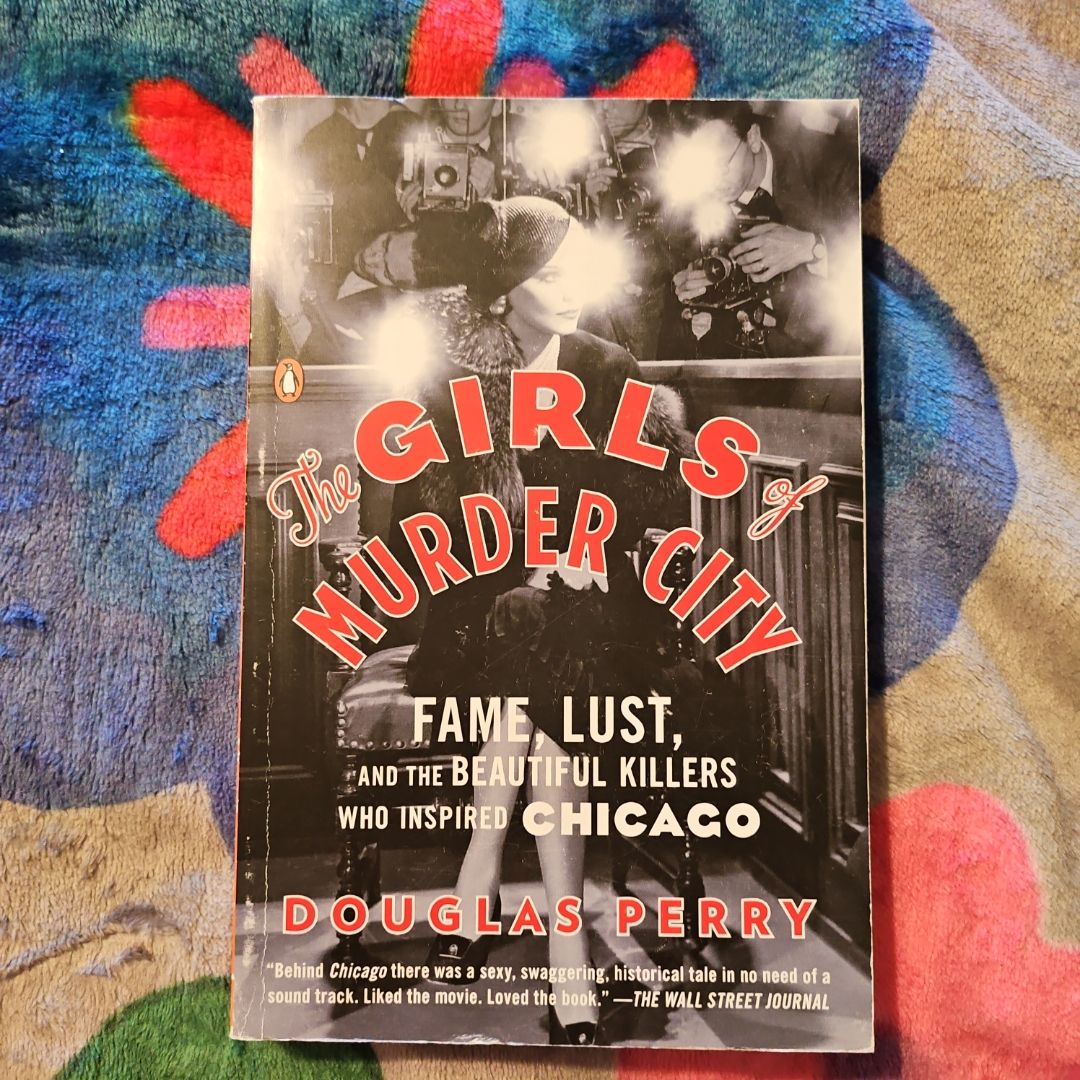 The GIRLS of
MURDER CITY
FAME, LUST,
AND THE BEAUTIFUL KILLERS
WHO INSPIRED CHICAGO
DOUGLAS PERRY
“Behind Chicago there was a sexy, swaggering, historical tale in no need of a
sound track. Liked the movie. Loved the book.” —THE WALL STREET JOURNAL